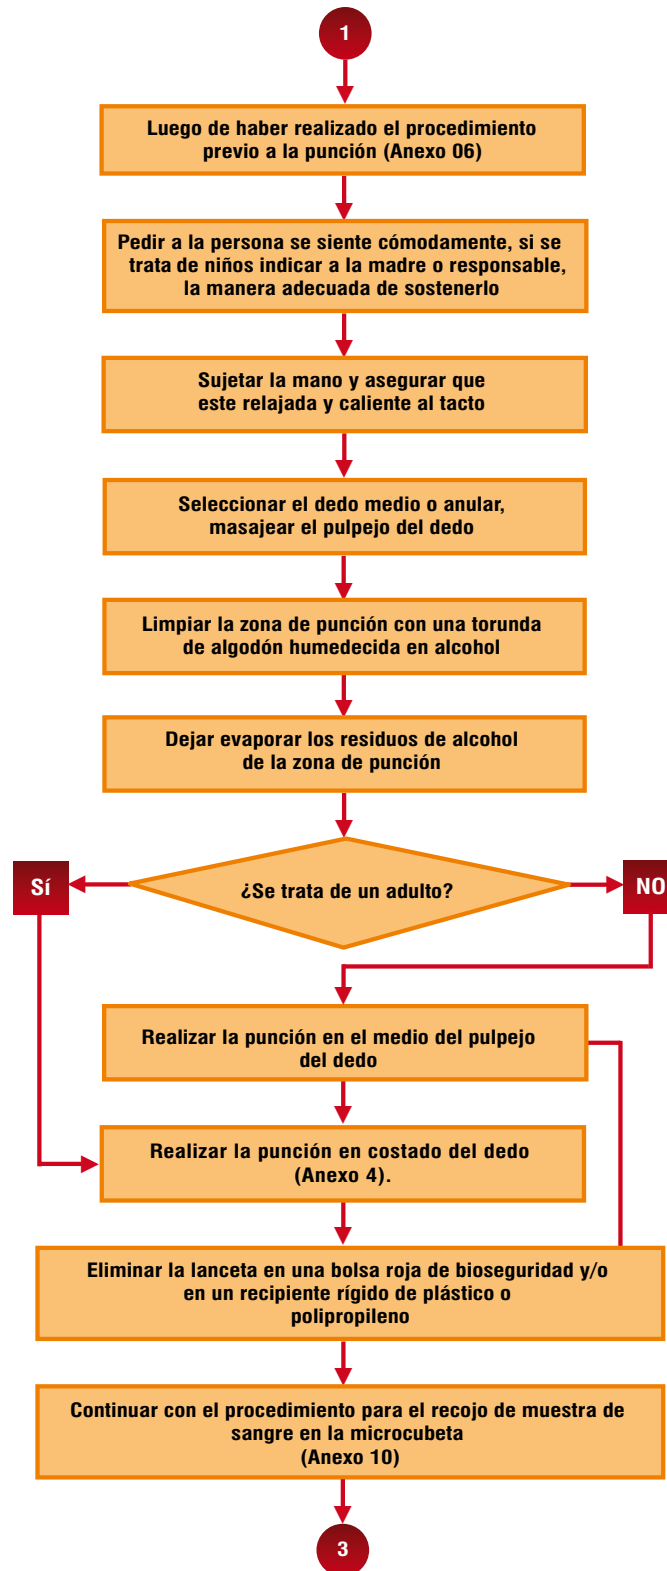 1
Luego de haber realizado el procedimiento
previo a la punción (Anexo 06)
Pedir a la persona se siente cómodamente, si se
trata de niños indicar a la madre o responsable,
la manera adecuada de sostenerlo
Sujetar la mano y asegurar que
este relajada y caliente al tacto
Seleccionar el dedo medio o anular,
masajear el pulpejo del dedo
Limpiar la zona de punción con una torunda
de algodón humedecida en alcohol
Dejar evaporar los residuos de alcohol
de la zona de punción
¿Se trata de un adulto?
Sí
NO
Realizar la punción en el medio del pulpejo
del dedo
Realizar la punción en costado del dedo
(Anexo 4).
Eliminar la lanceta en una bolsa roja de bioseguridad y/o
en un recipiente rígido de plástico o
polipropileno
Continuar con el procedimiento para el recojo de muestra de
sangre en la microcubeta
(Anexo 10)
3